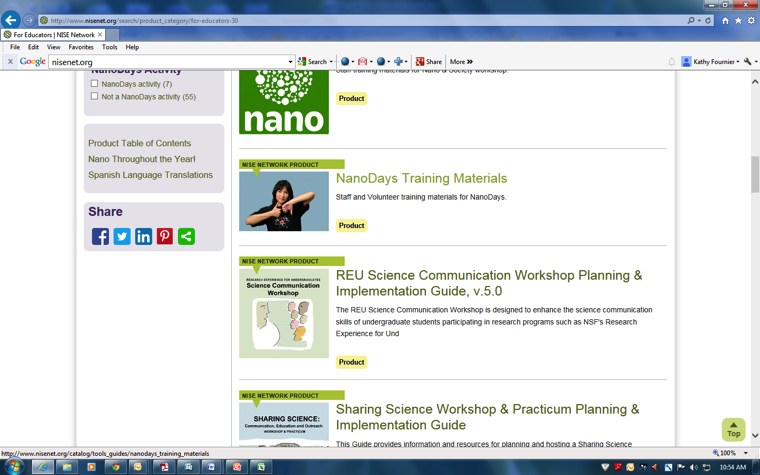 http://www.nisenet.org/search/product_category/for-educators-30
For Educators | NISE Network
File Edit View Favorites Tools Help
Google nisenet.org Search Share More Kathy Fournier
NanoDays Activity
NanoDays activity (7)
Not a NanoDays activity (55)
Product Table of Contents
Nano Throughout the Year!
Spanish Language Translations
Share
Staff training materials for Nano & Society workshop.
nano
Product
NISE NETWORK PRODUCT
NanoDays Training Materials
Staff and Volunteer training materials for NanoDays.
Product
NISE NETWORK PRODUCT
RESEARCH EXPERIENCE FOR UNDERGRADUATES
Science Communication
Workshop
REU Science Communication Workshop Planning &
Implementation Guide, v.5.0
The REU Science Communication Workshop is designed to enhance the science communication
skills of undergraduate students participating in research programs such as NSF's Research
Experience for Und
Product
NISE NETWORK PRODUCT
SHARING SCIENCE:
Communication, Education and Outreach
WORKSHOP & PRACTICUM
Sharing Science Workshop & Practicum Planning &
Implementation Guide
This Guide provides information and resources for planning and hosting a Sharing Science
Top
http://www.nisenet.org/catalog/tools_guides/nanodays_training_materials
100%
10:54 AM